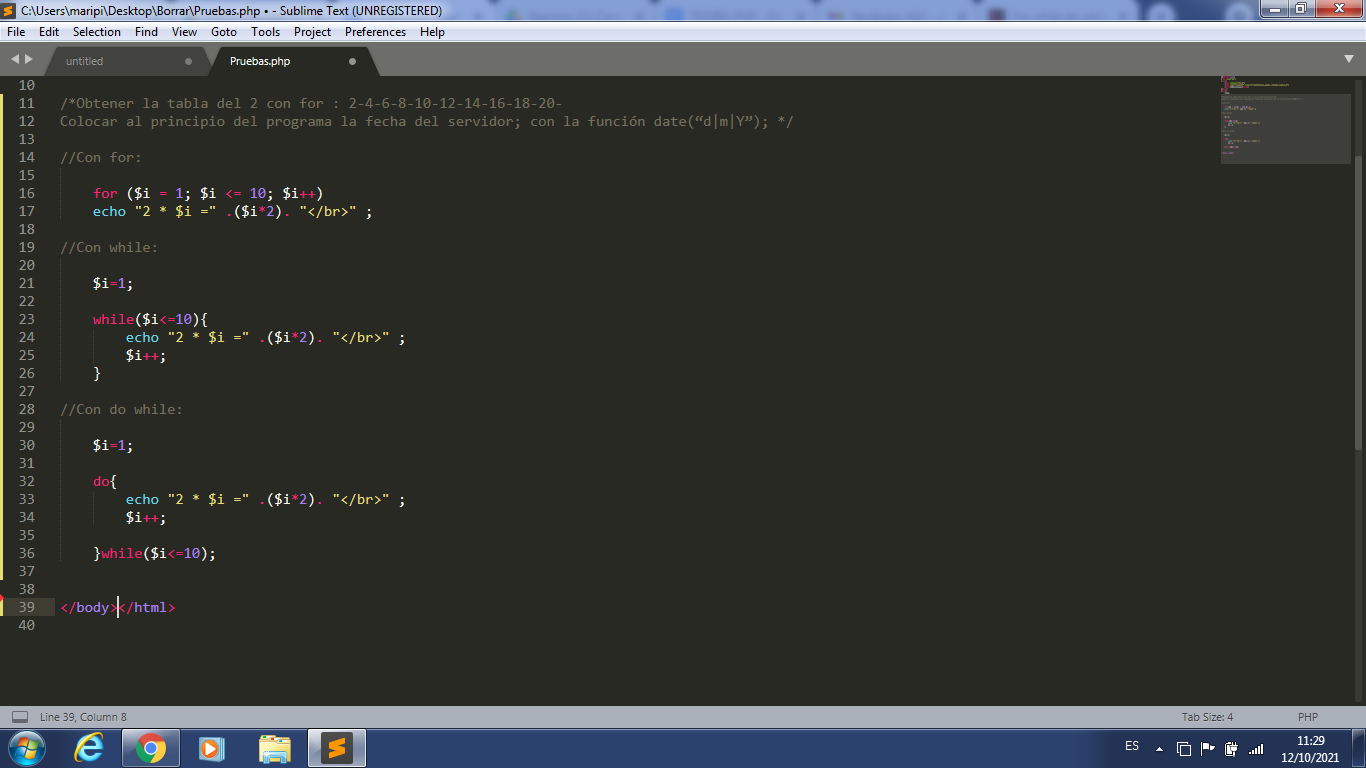 C:\Users\maripi\Desktop\Borrar\Pruebas.php • - Sublime Text (UNREGISTERED)
File Edit Selection Find View Goto Tools Project Preferences Help
untitled Pruebas.php
10
11 /*Obtener la tabla del 2 con for : 2-4-6-8-10-12-14-16-18-20-
12 Colocar al principio del programa la fecha del servidor; con la función date(“d|m|Y”); */
13
14 //Con for:
15
16 for ($i = 1; $i <= 10; $i++)
17 echo "2 * $i =" .($i*2). "</br>" ;
18
19 //Con while:
20
21 $i=1;
22
23 while($i<=10){
24 echo "2 * $i =" .($i*2). "</br>" ;
25 $i++;
26 }
27
28 //Con do while:
29
30 $i=1;
31
32 do{
33 echo "2 * $i =" .($i*2). "</br>" ;
34 $i++;
35
36 }while($i<=10);
37
38
39 </body></html>
40
Line 39, Column 8 Tab Size: 4 PHP
ES 11:29
12/10/2021